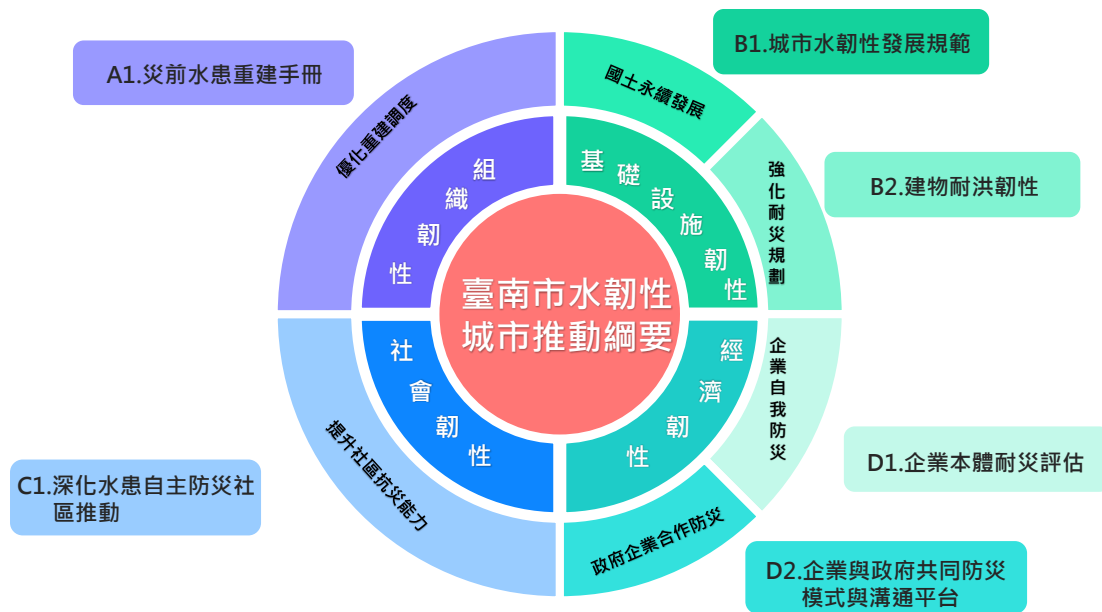 臺南市水韌性
城市推動綱要
組織韌性
優化重建調度
A1.災前水患重建手冊
基礎設施韌性
國土永續發展
B1.城市水韌性發展規範
強化耐災規劃
B2.建物耐洪韌性
社會韌性
提升社區抗災能力
C1.深化水患自主防災社
區推動
經濟韌性
企業自我防災
D1.企業本體耐災評估
政府企業合作防災
D2.企業與政府共同防災
模式與溝通平台